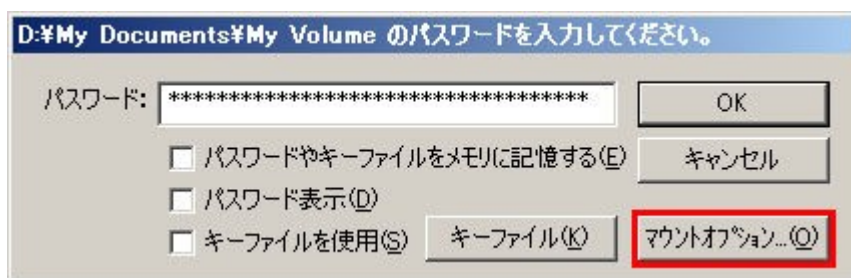 D:¥My Documents¥My Volume のパスワードを入力してください。
パスワード: *********************************** OK
パスワードやキーファイルをメモリに記憶する(E) キャンセル
パスワード表示(D)
キーファイルを使用(S) キーファイル(K) マウントオプション...(O)